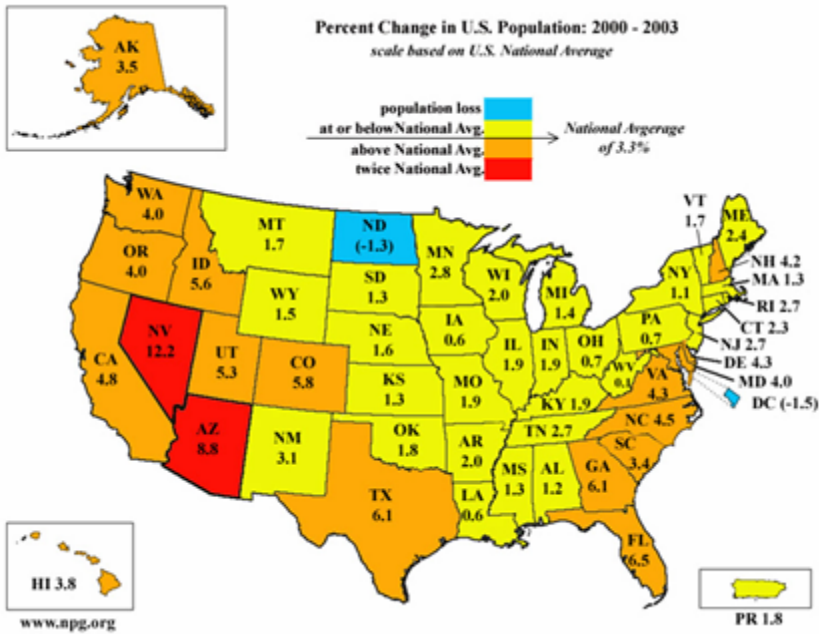 Percent Change in U.S. Population: 2000 - 2003
scale based on U.S. National Average
population loss
at or belowNational Avg.
above National Avg.
twice National Avg.
National Avgerage
of 3.3%
AK
3.5
WA
4.0
OR
4.0
ID
5.6
MT
1.7
ND
(-1.3)
MN
2.8
WI
2.0
MI
1.4
VT
1.7
ME
2.4
NH 4.2
MA 1.3
RI 2.7
CT 2.3
NJ 2.7
DE 4.3
MD 4.0
DC (-1.5)
NY
1.1
PA
0.7
SD
1.3
WY
1.5
NV
12.2
CA
4.8
UT
5.3
CO
5.8
NE
1.6
IA
0.6
IL
1.9
IN
1.9
OH
0.7
WV
0.1
VA
4.3
KS
1.3
MO
1.9
KY 1.9
NC 4.5
TN 2.7
SC
3.4
AZ
8.8
NM
3.1
OK
1.8
AR
2.0
MS
1.3
AL
1.2
GA
6.1
TX
6.1
LA
0.6
FL
6.5
HI 3.8
www.npg.org
PR 1.8